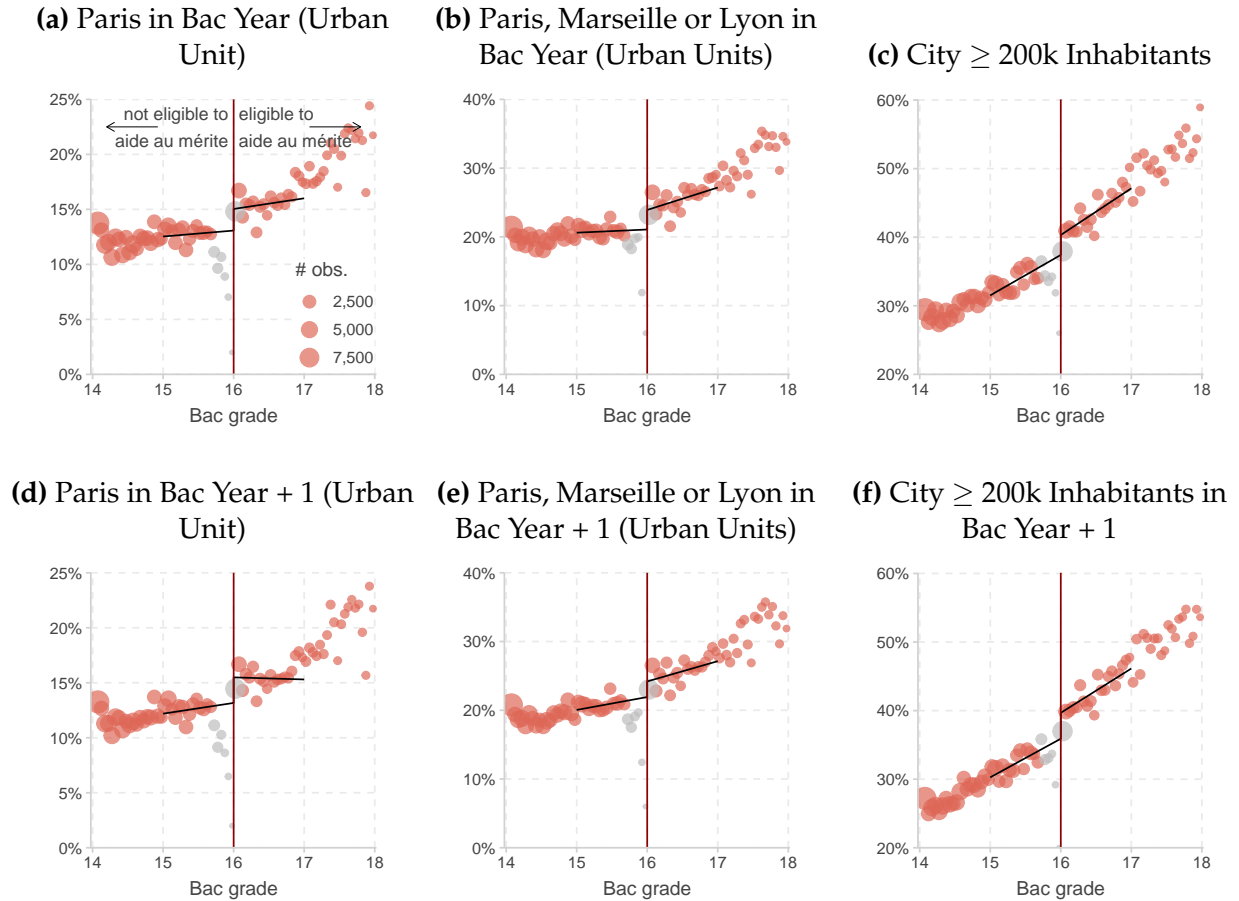 (a) Paris in Bac Year (Urban
Unit)
25%
20%
15%
10%
5%
0%
not eligible to
aide au mérite
eligible to
aide au mérite
# obs.
2,500
5,000
7,500
14 15 16 17 18
Bac grade
(b) Paris, Marseille or Lyon in
Bac Year (Urban Units)
40%
30%
20%
10%
0%
14 15 16 17 18
Bac grade
(c) City ≥ 200k Inhabitants
60%
50%
40%
30%
20%
14 15 16 17 18
Bac grade
(d) Paris in Bac Year + 1 (Urban
Unit)
25%
20%
15%
10%
5%
0%
14 15 16 17 18
Bac grade
(e) Paris, Marseille or Lyon in
Bac Year + 1 (Urban Units)
40%
30%
20%
10%
0%
14 15 16 17 18
Bac grade
(f) City ≥ 200k Inhabitants in
Bac Year + 1
60%
50%
40%
30%
20%
14 15 16 17 18
Bac grade